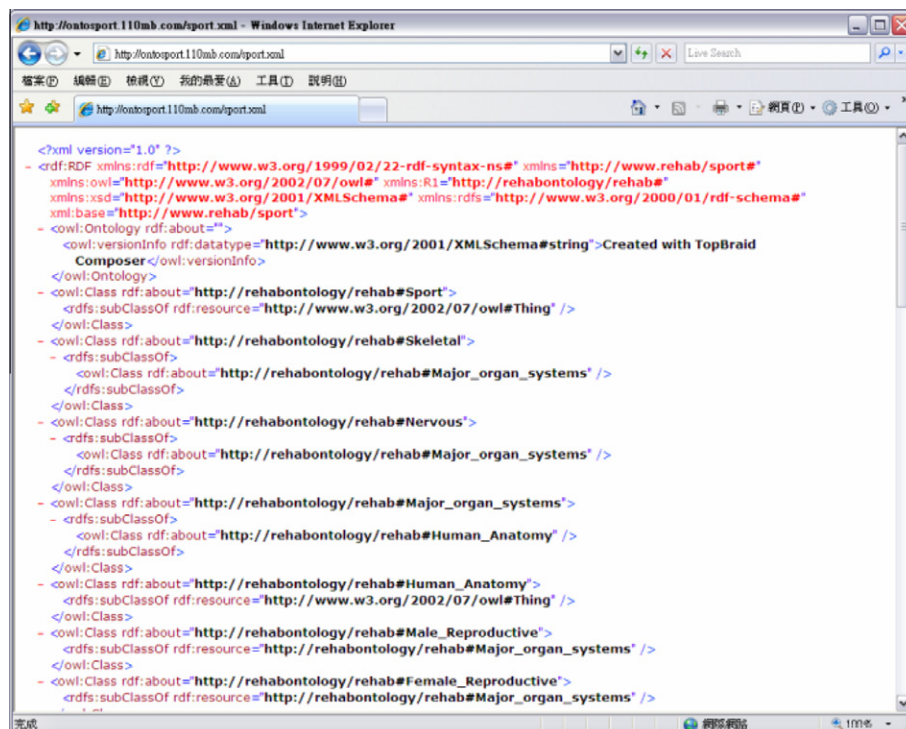 http://ontosport.110mb.com/sport.xml - Windows Internet Explorer
http://ontosport.110mb.com/sport.xml
Live Search
檔案(F) 編輯(E) 檢視(V) 我的最愛(A) 工具(T) 說明(H)
http://ontosport.110mb.com/sport.xml
網頁(P) 工具(O)
<?xml version="1.0" ?>
- <rdf:RDF xmlns:rdf="http://www.w3.org/1999/02/22-rdf-syntax-ns#" xmlns="http://www.rehab/sport#"
xmlns:owl="http://www.w3.org/2002/07/owl#" xmlns:R1="http://rehabontology/rehab#"
xmlns:xsd="http://www.w3.org/2001/XMLSchema#" xmlns:rdfs="http://www.w3.org/2000/01/rdf-schema#"
xml:base="http://www.rehab/sport">
- <owl:Ontology rdf:about="">
<owl:versionInfo rdf:datatype="http://www.w3.org/2001/XMLSchema#string">Created with TopBraid
Composer</owl:versionInfo>
</owl:Ontology>
- <owl:Class rdf:about="http://rehabontology/rehab#Sport">
<rdfs:subClassOf rdf:resource="http://www.w3.org/2002/07/owl#Thing" />
</owl:Class>
- <owl:Class rdf:about="http://rehabontology/rehab#Skeletal">
- <rdfs:subClassOf>
<owl:Class rdf:about="http://rehabontology/rehab#Major_organ_systems" />
</rdfs:subClassOf>
</owl:Class>
- <owl:Class rdf:about="http://rehabontology/rehab#Nervous">
- <rdfs:subClassOf>
<owl:Class rdf:about="http://rehabontology/rehab#Major_organ_systems" />
</rdfs:subClassOf>
</owl:Class>
- <owl:Class rdf:about="http://rehabontology/rehab#Major_organ_systems">
- <rdfs:subClassOf>
<owl:Class rdf:about="http://rehabontology/rehab#Human_Anatomy" />
</rdfs:subClassOf>
</owl:Class>
- <owl:Class rdf:about="http://rehabontology/rehab#Human_Anatomy">
<rdfs:subClassOf rdf:resource="http://www.w3.org/2002/07/owl#Thing" />
</owl:Class>
- <owl:Class rdf:about="http://rehabontology/rehab#Male_Reproductive">
<rdfs:subClassOf rdf:resource="http://rehabontology/rehab#Major_organ_systems" />
</owl:Class>
- <owl:Class rdf:about="http://rehabontology/rehab#Female_Reproductive">
<rdfs:subClassOf rdf:resource="http://rehabontology/rehab#Major_organ_systems" />
完成 網際網路 100%